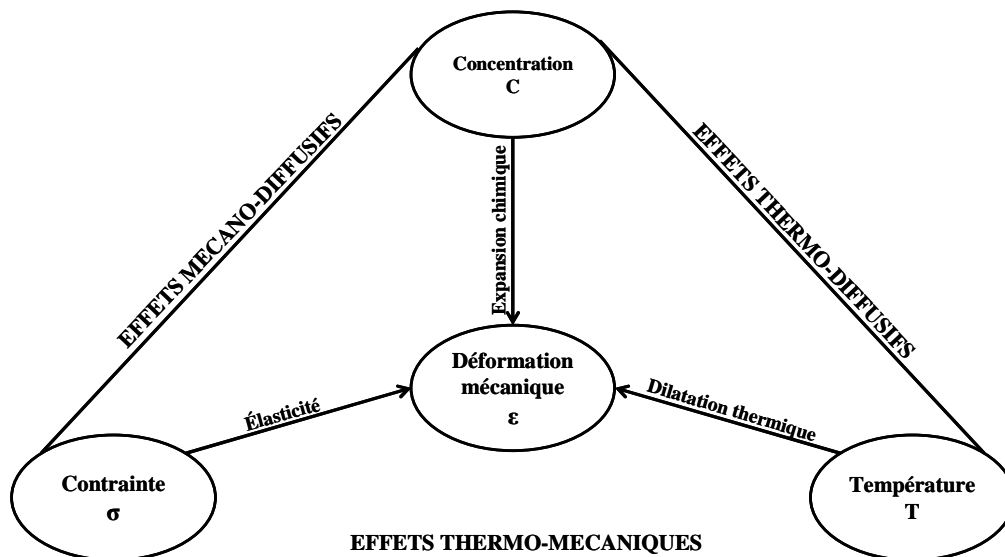 Concentration
C
EFFETS MECANO-DIFFUSIFS
Expansion chimique
EFFETS THERMO-DIFFUSIFS
Déformation
mécanique
ε
Élasticité
Dilatation thermique
Contrainte
σ
Température
T
EFFETS THERMO-MECANIQUES